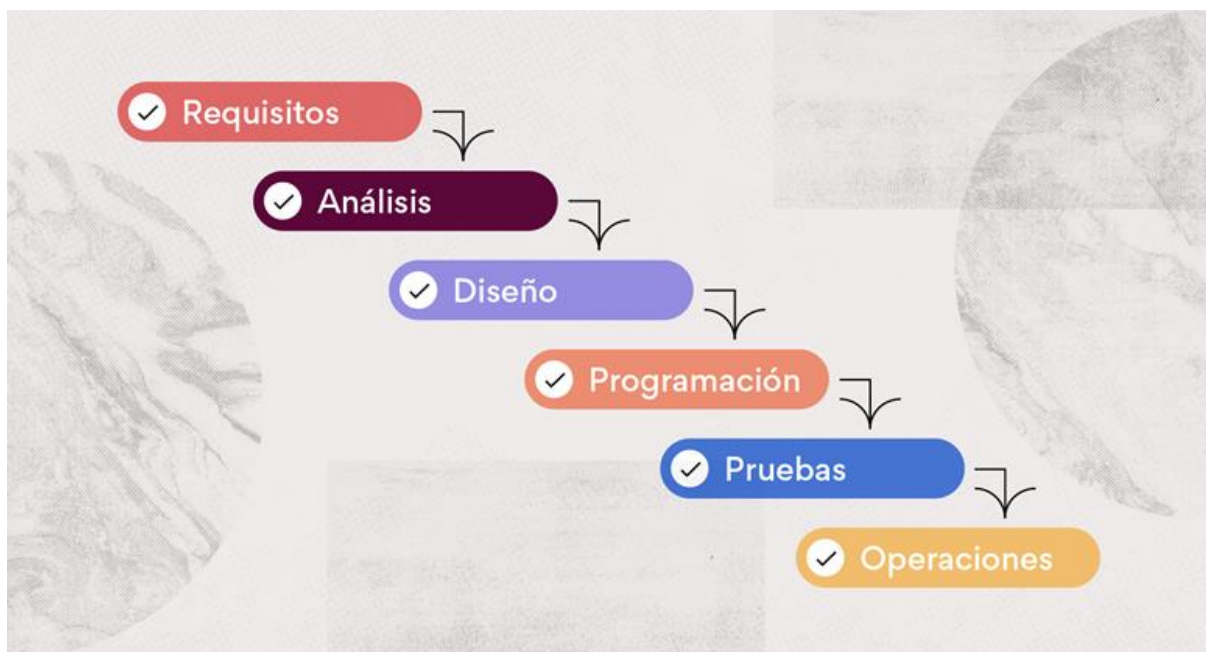 Requisitos
Análisis
Diseño
Programación
Pruebas
Operaciones